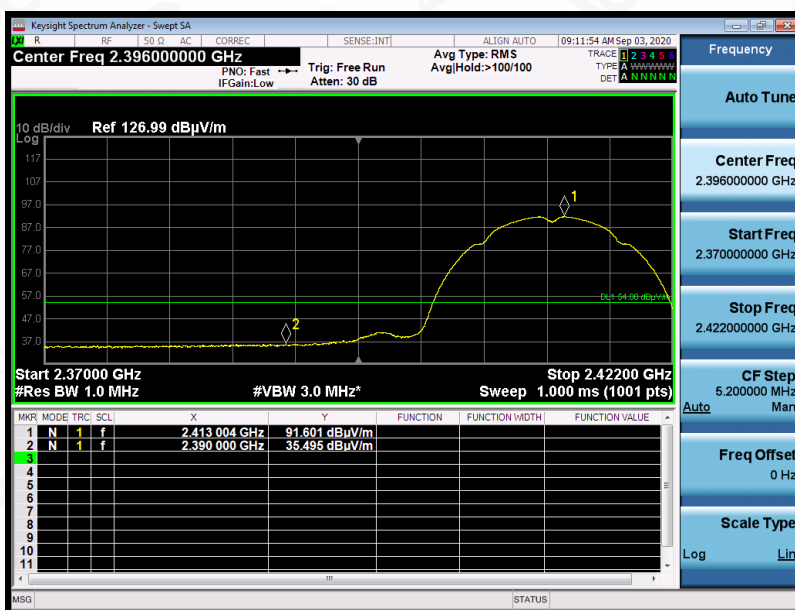 Keysight Spectrum Analyzer - Swept SA
LXI R RF 50 Ω AC CORREC SENSE:INT ALIGN AUTO 09:11:54 AM Sep 03, 2020
Center Freq 2.396000000 GHz
PNO: Fast
IFGain:Low
Trig: Free Run
Atten: 30 dB
Avg Type: RMS
Avg|Hold:>100/100
TRACE 1 2 3 4 5 6
TYPE A WWWWW
DET A N N N N N
10 dB/div Ref 126.99 dBµV/m
Log
117
107
97.0
87.0
77.0
67.0
57.0
47.0
37.0
1
2
DL1 54.00 dBµV/m
Start 2.37000 GHz Stop 2.42200 GHz
#Res BW 1.0 MHz #VBW 3.0 MHz* Sweep 1.000 ms (1001 pts)
MKR MODE TRC SCL X Y FUNCTION FUNCTION WIDTH FUNCTION VALUE
1 N 1 f 2.413 004 GHz 91.601 dBµV/m
2 N 1 f 2.390 000 GHz 35.495 dBµV/m
3
4
5
6
7
8
9
10
11
MSG STATUS
Frequency
Auto Tune
Center Freq
2.396000000 GHz
Start Freq
2.370000000 GHz
Stop Freq
2.422000000 GHz
CF Step
5.200000 MHz
Auto Man
Freq Offset
0 Hz
Scale Type
Log Lin